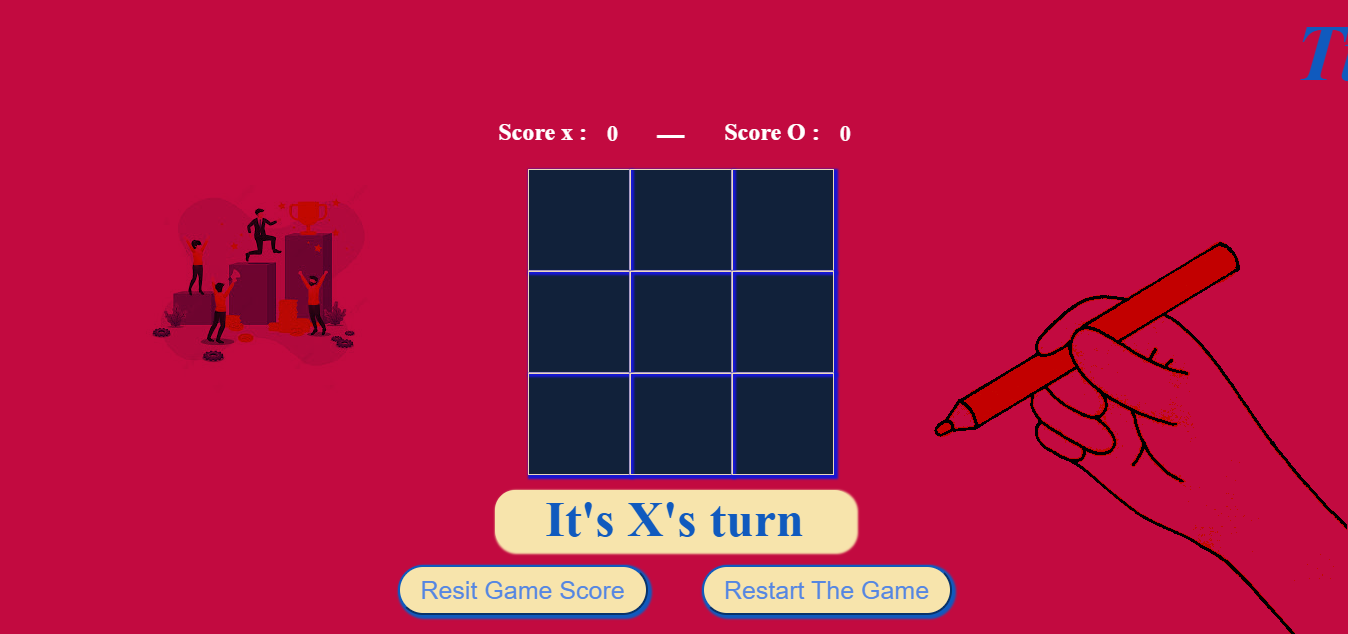 Score x : 0 — Score O : 0
It's X's turn
Resit Game Score
Restart The Game